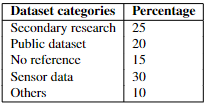 Dataset categories Percentage
Secondary research 25
Public dataset 20
No reference 15
Sensor data 30
Others 10